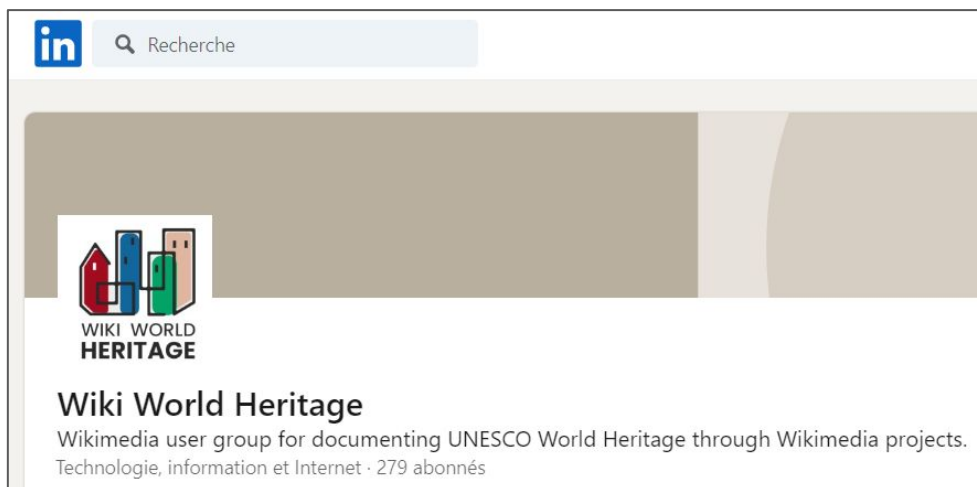 in
Recherche
WIKI WORLD
HERITAGE
Wiki World Heritage
Wikimedia user group for documenting UNESCO World Heritage through Wikimedia projects.
Technologie, information et Internet · 279 abonnés